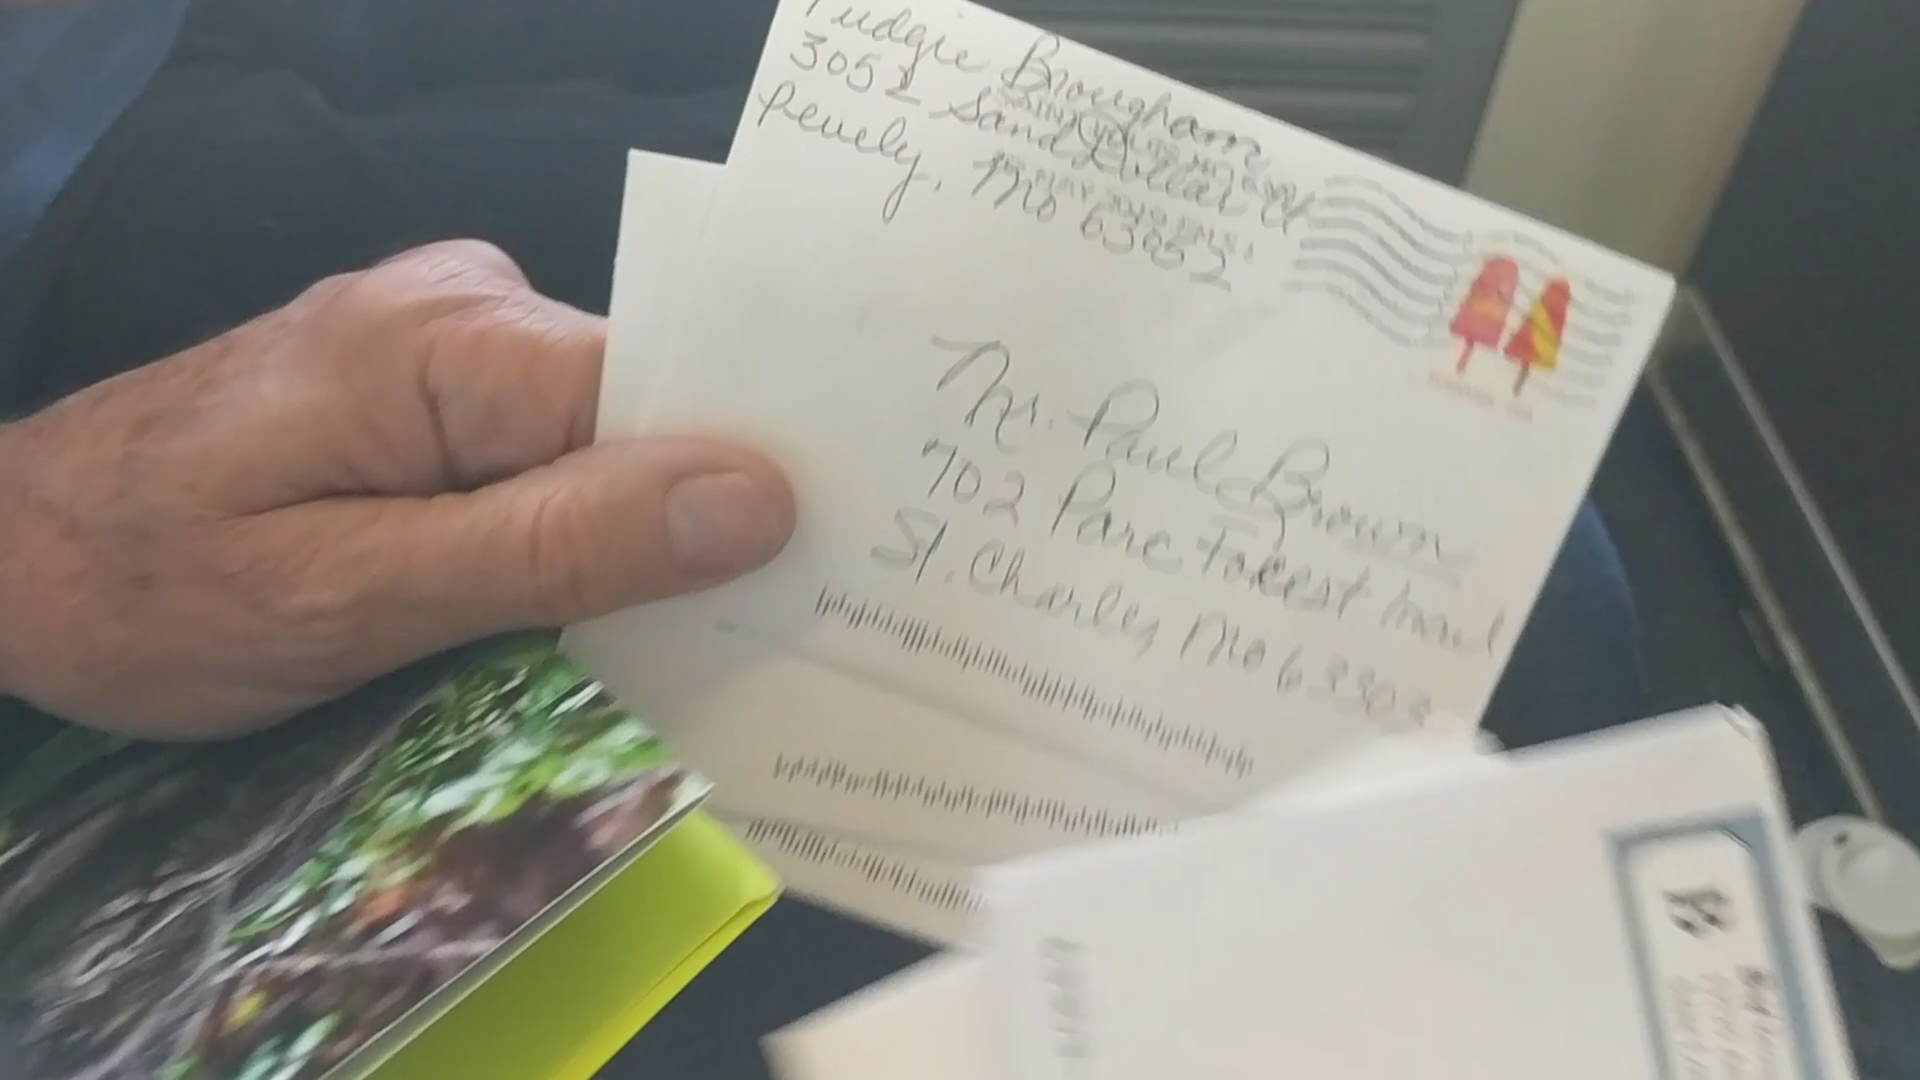 Pudgie Brougham
3052 Sand Dollar Ct
Pevely, Mo 63052
Mr. Paul Brown
702 Parc Forest Trail
St. Charles Mo 63303
B